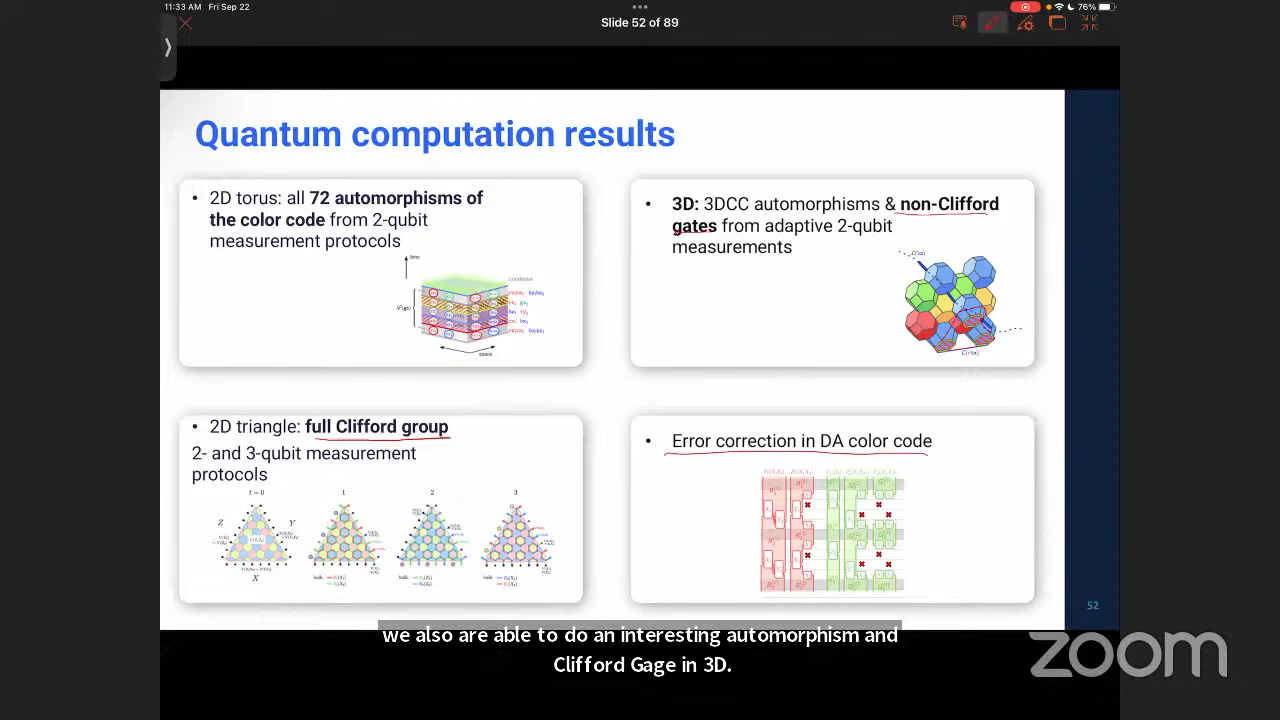 11:33 AM Fri Sep 22
76%
Slide 52 of 89
Quantum computation results
• 2D torus: all 72 automorphisms of
the color code from 2-qubit
measurement protocols
time
condense
space
• 3D: 3DCC automorphisms & non-Clifford
gates from adaptive 2-qubit
measurements
• 2D triangle: full Clifford group
2- and 3-qubit measurement
protocols
t = 0 1 2 3
Z Y
X
• Error correction in DA color code
52
we also are able to do an interesting automorphism and
Clifford Gage in 3D.
zoom